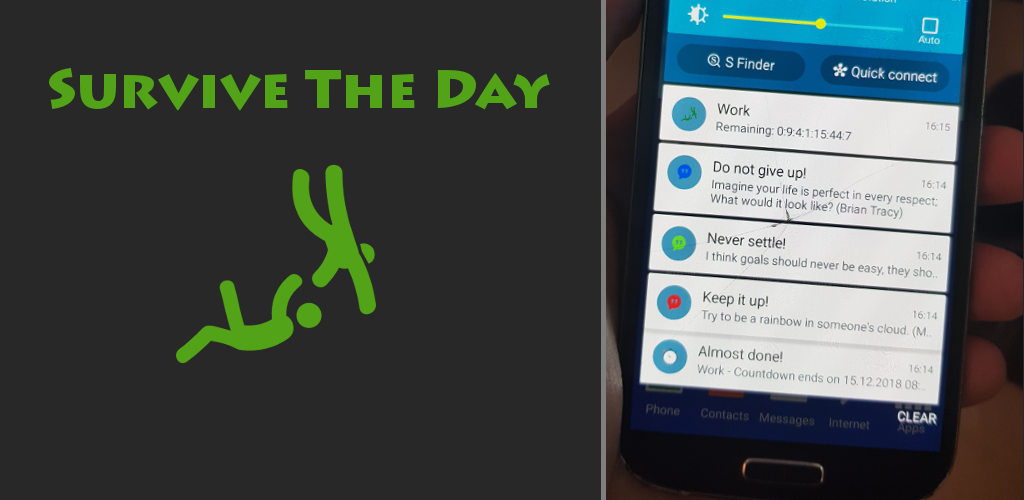 SURVIVE THE DAY
Auto
S Finder
Quick connect
Work
16:15
Remaining: 0:9:4:1:15:44:7
Do not give up!
16:14
Imagine your life is perfect in every respect;
What would it look like? (Brian Tracy)
Never settle!
16:14
I think goals should never be easy, they sho..
Keep it up!
16:14
Try to be a rainbow in someone's cloud. (M..
Almost done!
16:14
Work - Countdown ends on 15.12.2018 08:..
Phone
Contacts
Messages
Internet
Apps
CLEAR